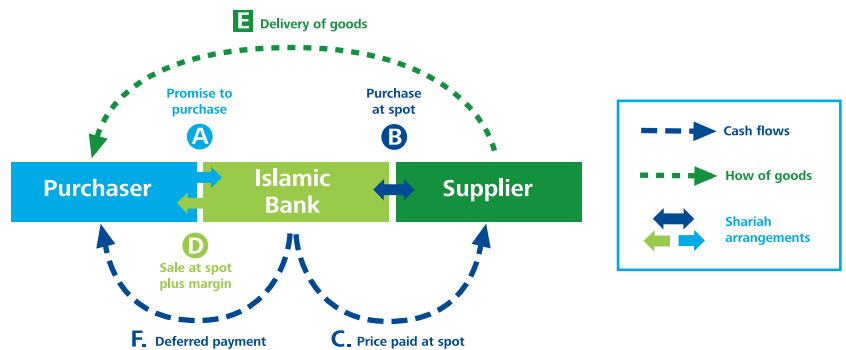 E Delivery of goods
Promise to
purchase
A
Purchase
at spot
B
Purchaser
Islamic
Bank
Supplier
D
Sale at spot
plus margin
F. Deferred payment
C. Price paid at spot
Cash flows
How of goods
Shariah
arrangements